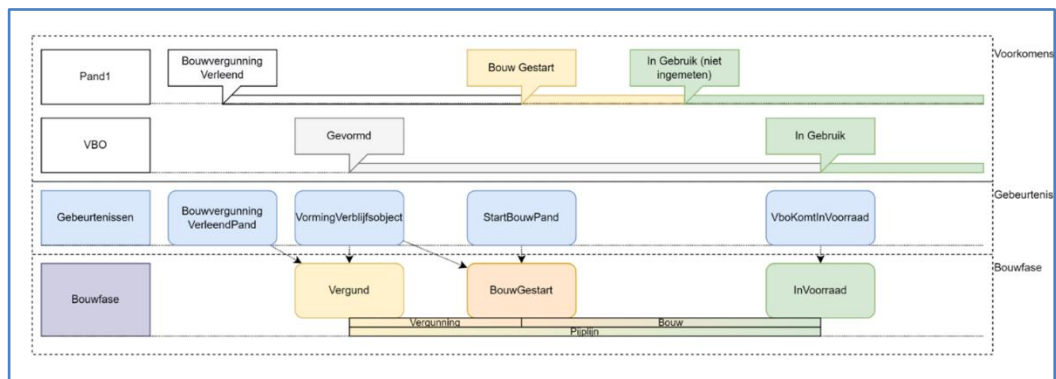 Voorkomens
Pand1
Bouwvergunning
Verleend
Bouw Gestart
In Gebruik (niet
ingemeten)
VBO
Gevormd
In Gebruik
Gebeurtenis
Gebeurtenissen
Bouwvergunning
VerleendPand
VormingVerblijfsobject
StartBouwPand
VboKomtInVoorraad
Bouwfase
Bouwfase
Vergund
BouwGestart
InVoorraad
Vergunning
Bouw
Pijplijn